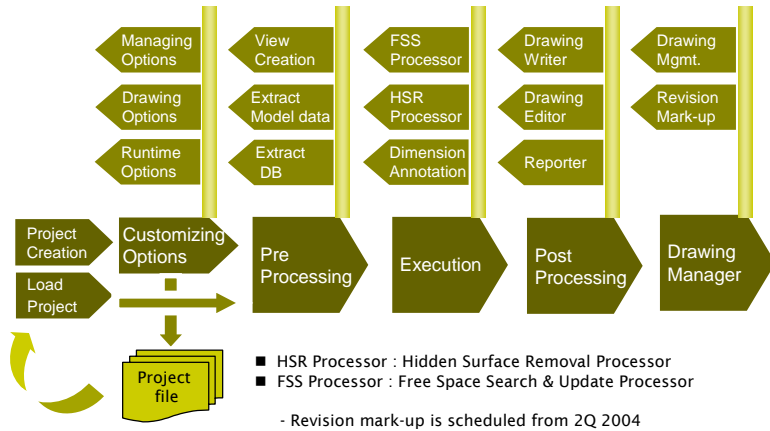 Managing
Options
View
Creation
FSS
Processor
Drawing
Writer
Drawing
Mgmt.
Drawing
Options
Extract
Model data
HSR
Processor
Drawing
Editor
Revision
Mark-up
Runtime
Options
Extract
DB
Dimension
Annotation
Reporter
Project
Creation
Load
Project
Customizing
Options
Pre
Processing
Execution
Post
Processing
Drawing
Manager
Project
file
■ HSR Processor : Hidden Surface Removal Processor
■ FSS Processor : Free Space Search & Update Processor
- Revision mark-up is scheduled from 2Q 2004